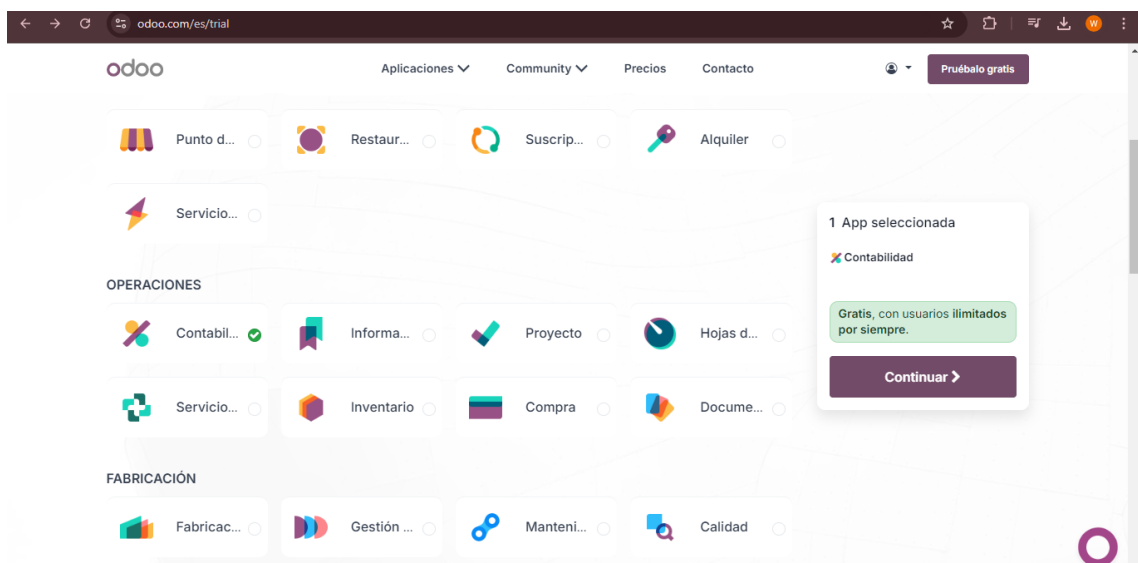 odoo.com/es/trial
W
odoo
Aplicaciones Community Precios Contacto Pruébalo gratis
Punto d... Restaur... Suscrip... Alquiler
Servicio...
1 App seleccionada
Contabilidad
Gratis, con usuarios ilimitados
por siempre.
Continuar
OPERACIONES
Contabil... Informa... Proyecto Hojas d...
Servicio... Inventario Compra Docume...
FABRICACIÓN
Fabricac... Gestión ... Manteni... Calidad